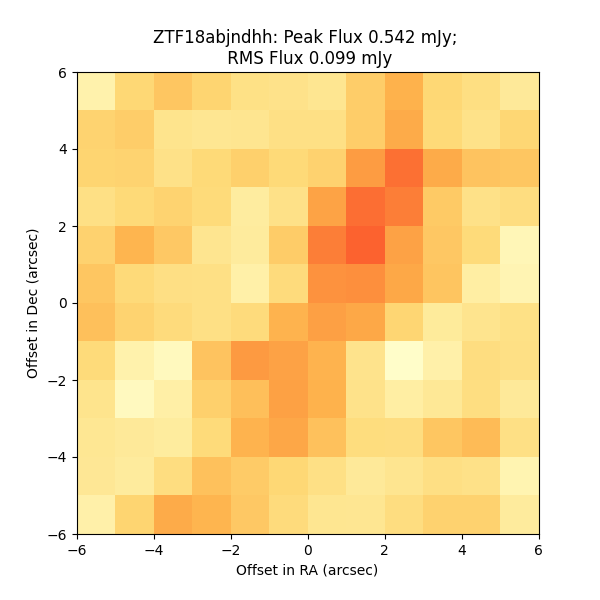 ZTF18abjndhh: Peak Flux 0.542 mJy;
RMS Flux 0.099 mJy
6
4
2
0
−2
−4
−6
Offset in Dec (arcsec)
−6 −4 −2 0 2 4 6
Offset in RA (arcsec)